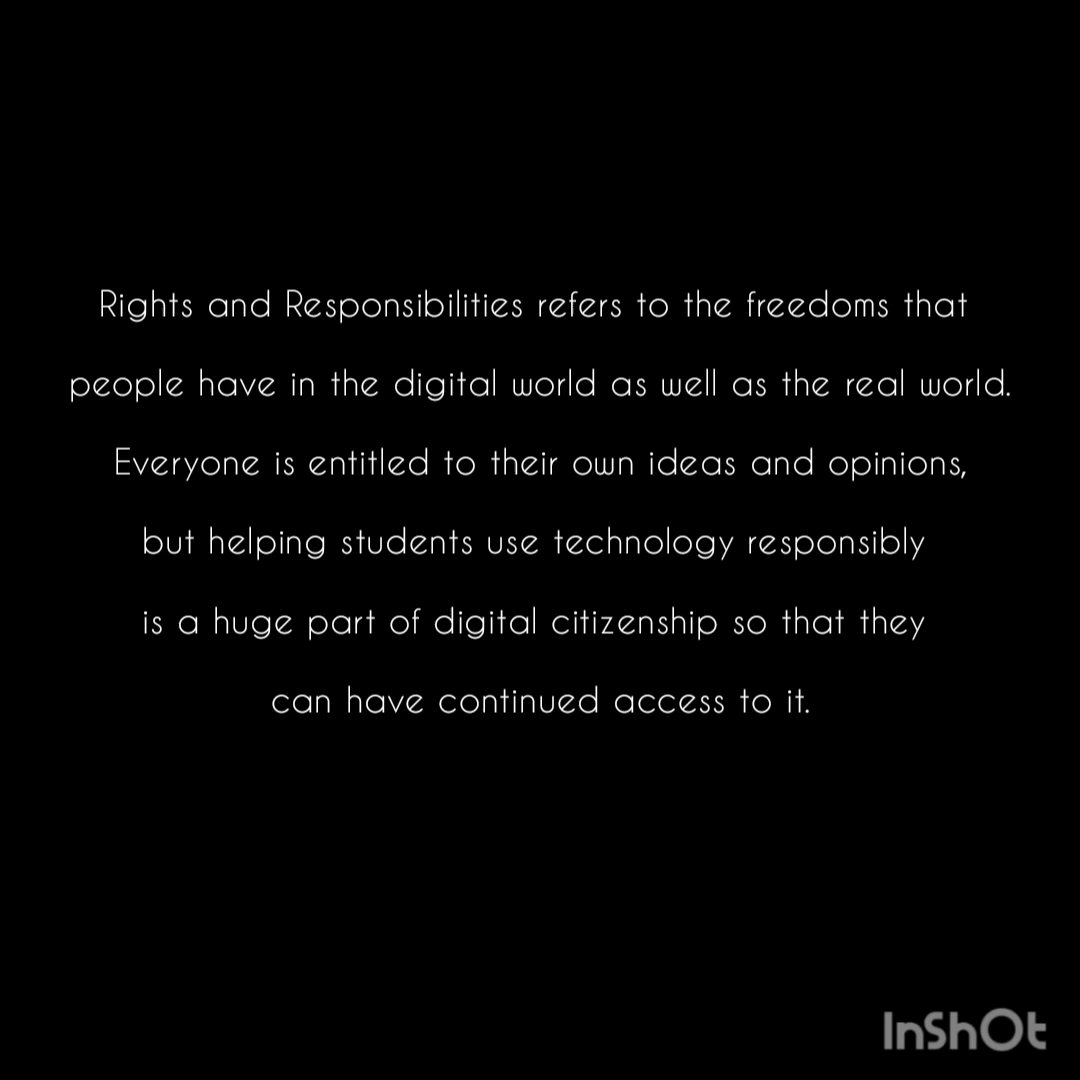 Rights and Responsibilities refers to the freedoms that
people have in the digital world as well as the real world.
Everyone is entitled to their own ideas and opinions,
but helping students use technology responsibly
is a huge part of digital citizenship so that they
can have continued access to it.
InShOt